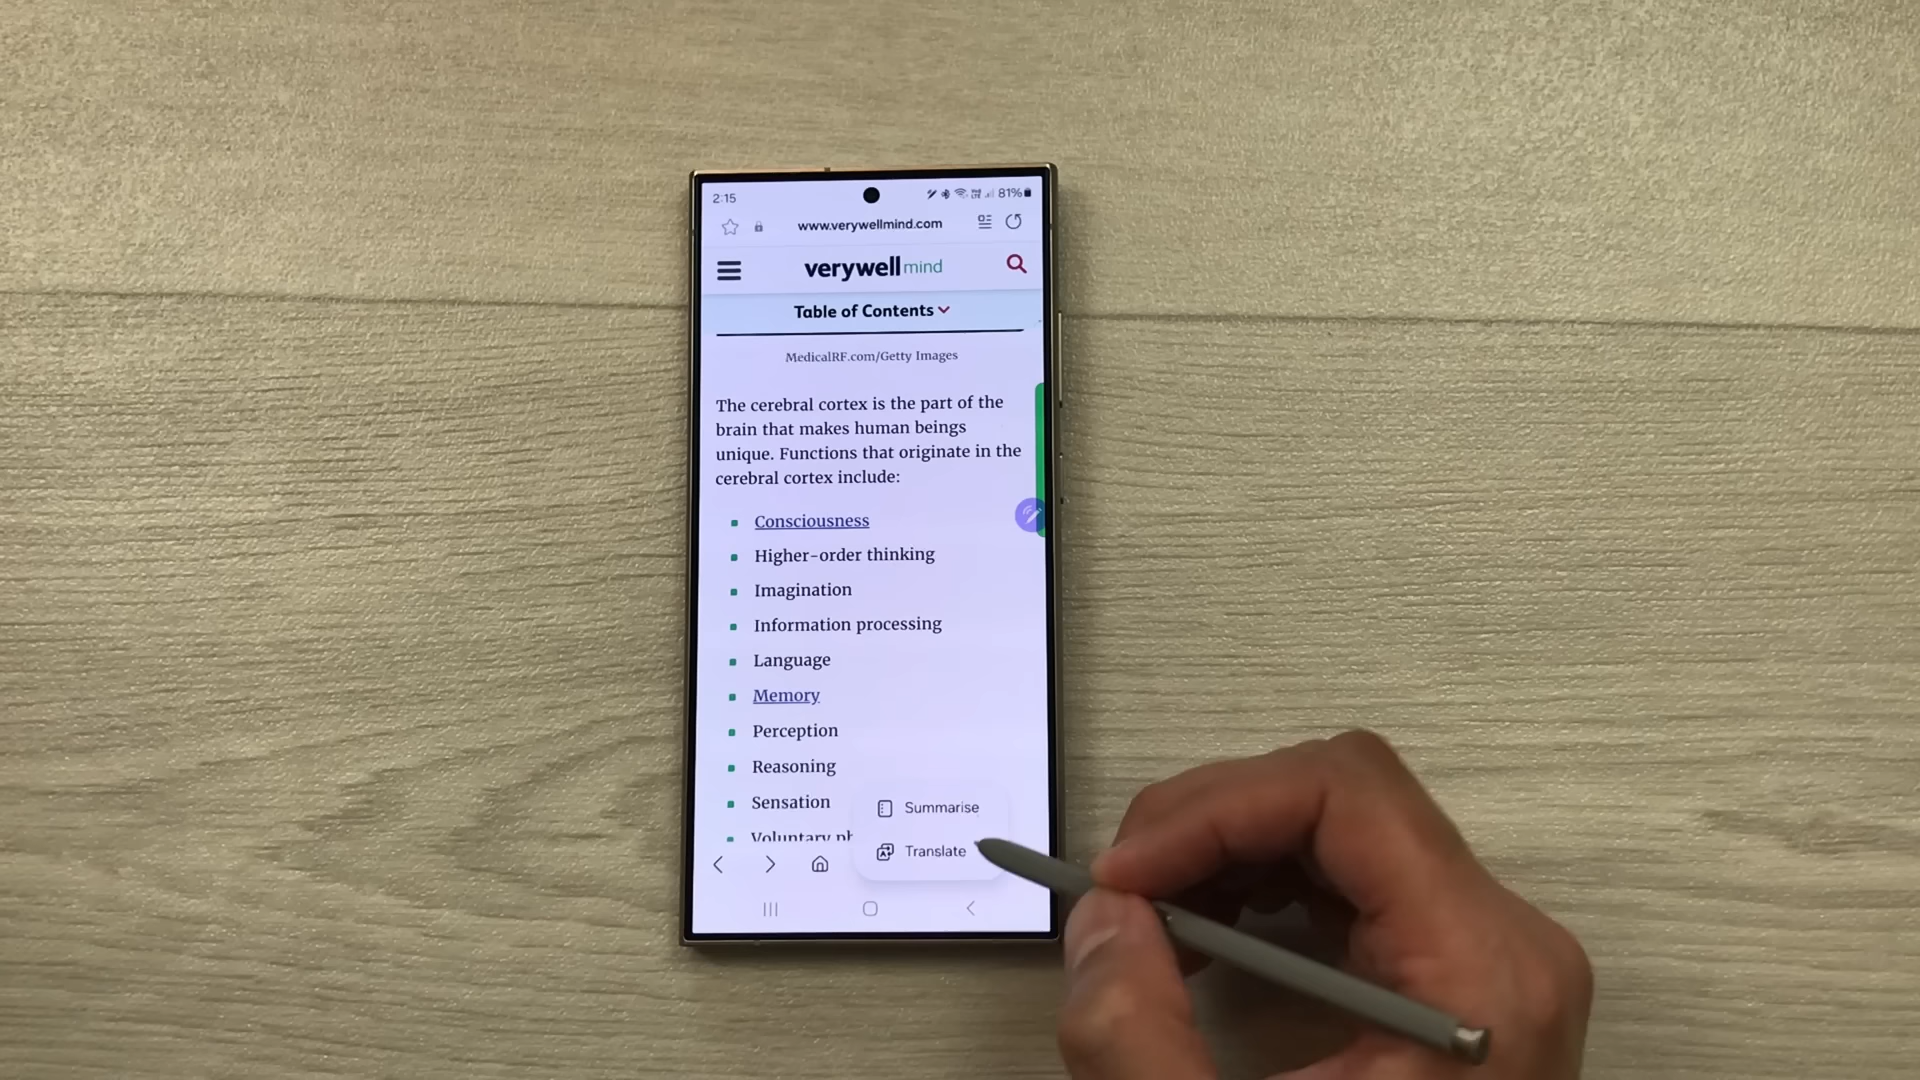 2:15
81%
www.verywellmind.com
verywell mind
Table of Contents
MedicalRF.com/Getty Images
The cerebral cortex is the part of the
brain that makes human beings
unique. Functions that originate in the
cerebral cortex include:
Consciousness
Higher-order thinking
Imagination
Information processing
Language
Memory
Perception
Reasoning
Sensation
Summarise
Voluntary
Translate